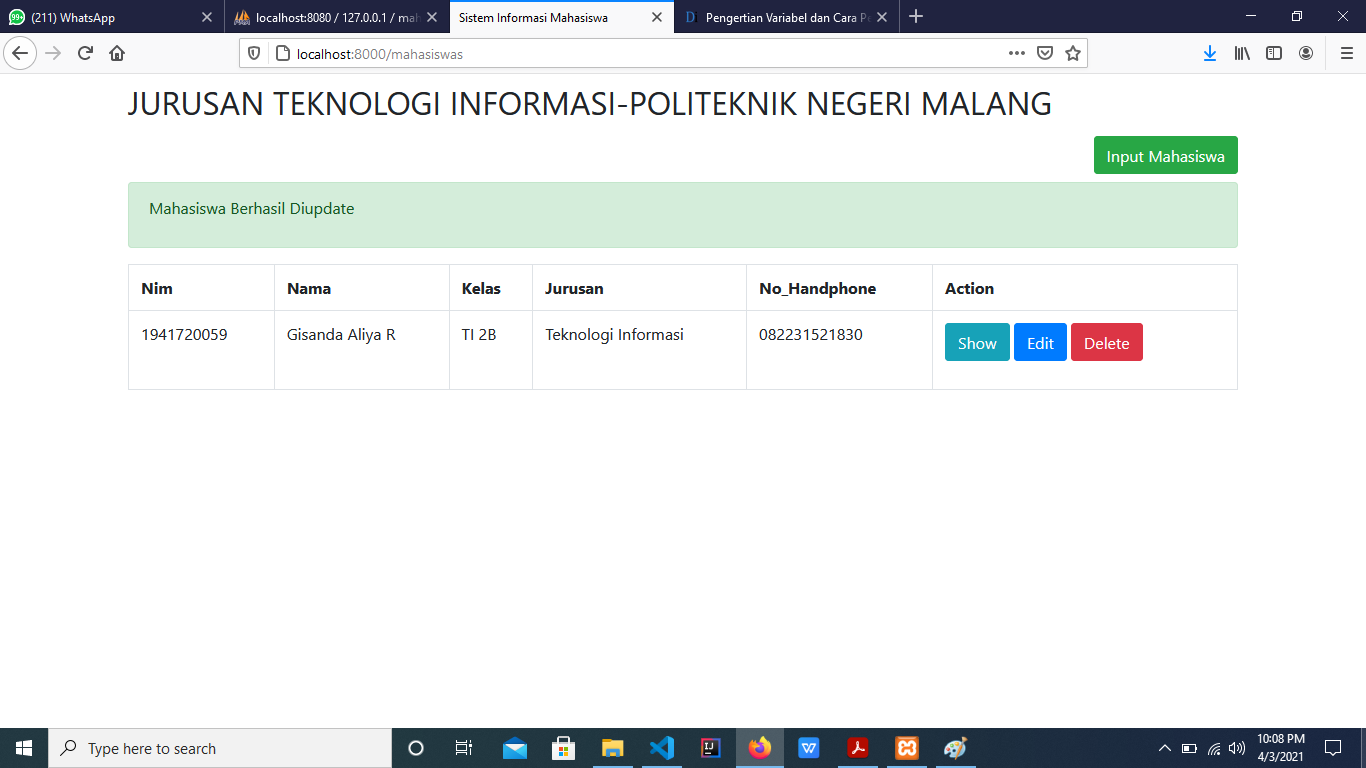 99+ (211) WhatsApp
localhost:8080 / 127.0.0.1 / mah
Sistem Informasi Mahasiswa
Pengertian Variabel dan Cara Pe
localhost:8000/mahasiswas
JURUSAN TEKNOLOGI INFORMASI-POLITEKNIK NEGERI MALANG
Input Mahasiswa
Mahasiswa Berhasil Diupdate
Nim Nama Kelas Jurusan No_Handphone Action
1941720059 Gisanda Aliya R TI 2B Teknologi Informasi 082231521830 Show Edit Delete
Type here to search
10:08 PM
4/3/2021